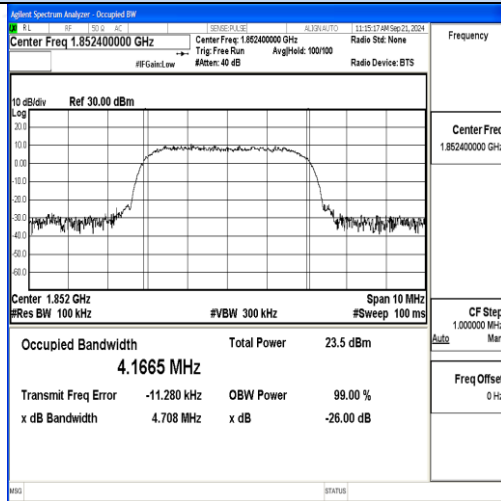 Agilent Spectrum Analyzer - Occupied BW
RL RF 50 Ω AC SENSE:PULSE ALIGN AUTO 11:15:17 AM Sep 21, 2024
Center Freq 1.852400000 GHz Center Freq: 1.852400000 GHz Radio Std: None Frequency
Trig: Free Run Avg|Hold: 100/100
#IFGain:Low #Atten: 40 dB Radio Device: BTS
10 dB/div Ref 30.00 dBm
Log
20.0
10.0
0.00
-10.0
-20.0
-30.0
-40.0
-50.0
-60.0
Center Freq
1.852400000 GHz
Center 1.852 GHz Span 10 MHz
#Res BW 100 kHz #VBW 300 kHz #Sweep 100 ms
CF Step
1.000000 MHz
Auto Man
Occupied Bandwidth Total Power 23.5 dBm
4.1665 MHz
Transmit Freq Error -11.280 kHz OBW Power 99.00 %
x dB Bandwidth 4.708 MHz x dB -26.00 dB
Freq Offset
0 Hz
MSG STATUS